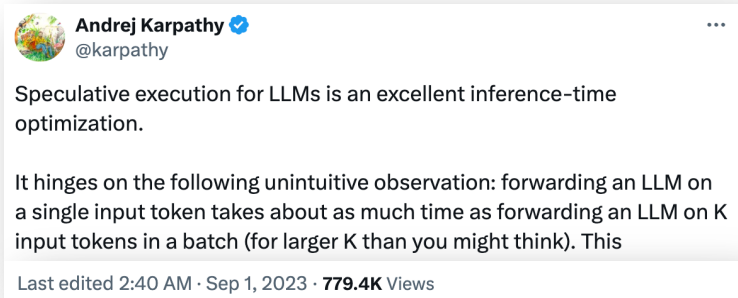 Andrej Karpathy
@karpathy
Speculative execution for LLMs is an excellent inference-time
optimization.
It hinges on the following unintuitive observation: forwarding an LLM on
a single input token takes about as much time as forwarding an LLM on K
input tokens in a batch (for larger K than you might think). This
Last edited 2:40 AM · Sep 1, 2023 · 779.4K Views